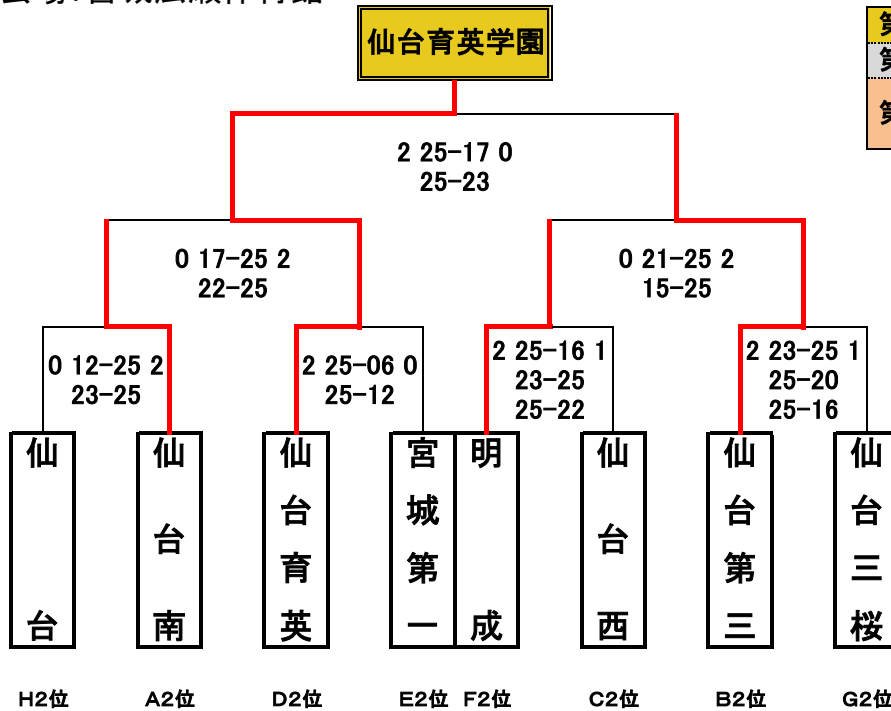 仙台育英学園
第
第
第
2 25-17 0
25-23
0 17-25 2
22-25
0 21-25 2
15-25
0 12-25 2
23-25
2 25-06 0
25-12
2 25-16 1
23-25
25-22
2 23-25 1
25-20
25-16
仙台
仙台南
仙台育英
宮城第一
明成
仙台西
仙台第三
仙台三桜
H2位
A2位
D2位
E2位
F2位
C2位
B2位
G2位